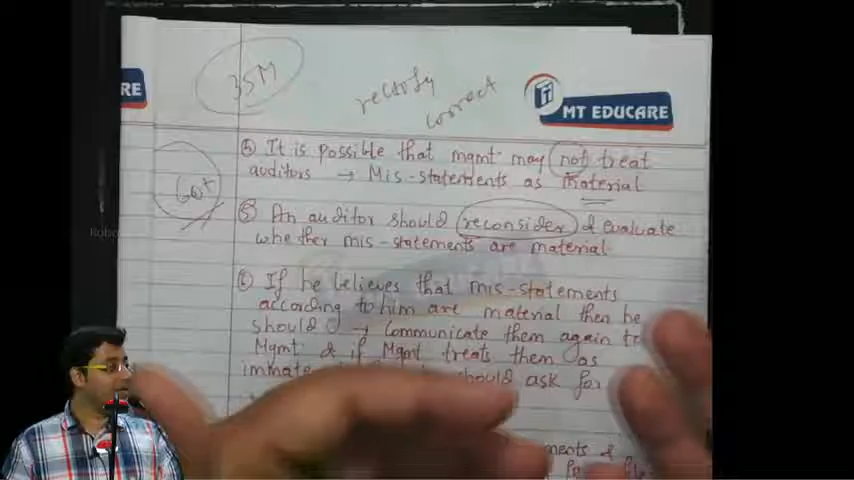 35M
rectify
correct
RE
MT EDUCARE
It is possible that mgmt may not treat
auditors → Mis-statements as material
60+
⑤ An auditor should reconsider & evaluate
whether mis-statements are material
If he believes that mis-statements
according to him are material then he
should → communicate them again to
Mgmt & if Mgmt treats them as
should ask for
ments &